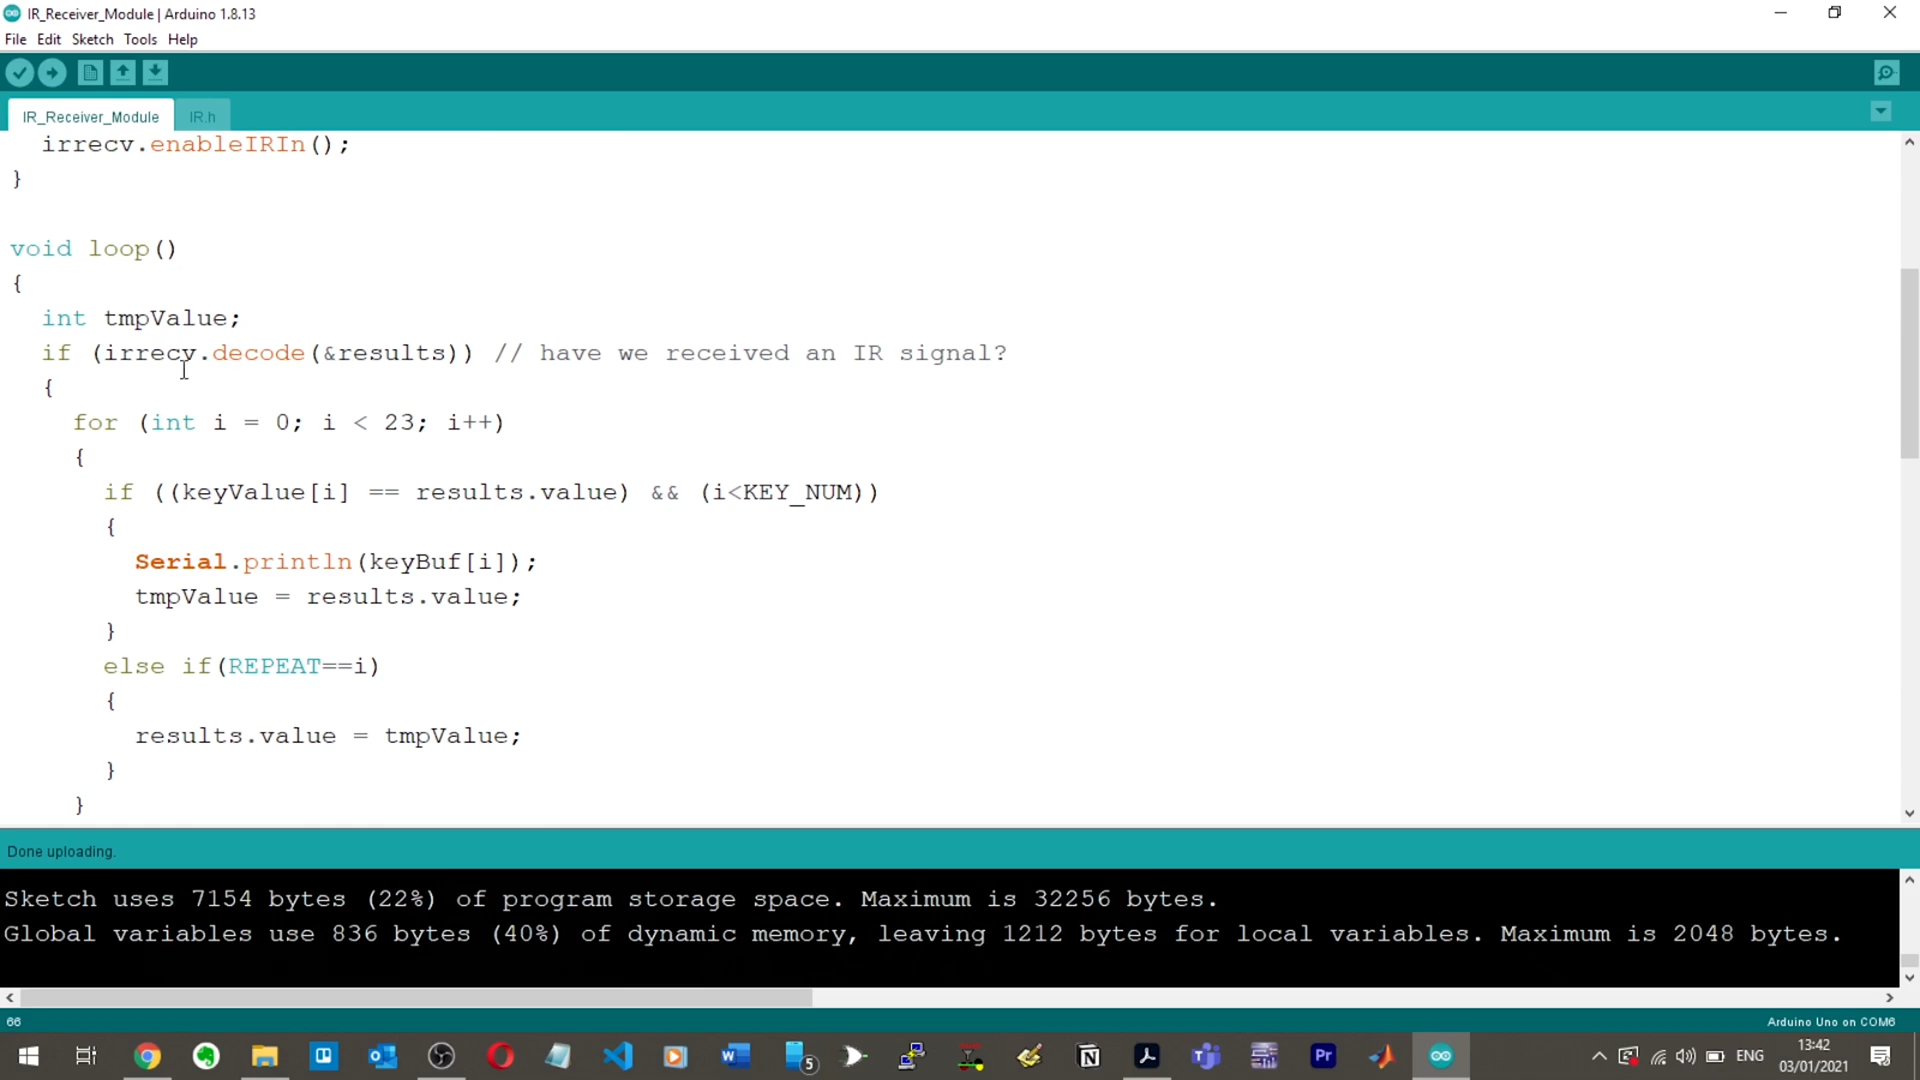 IR_Receiver_Module | Arduino 1.8.13
File Edit Sketch Tools Help
IR_Receiver_Module IR.h
irrecv.enableIRIn();
}
void loop()
{
int tmpValue;
if (irrecv.decode(&results)) // have we received an IR signal?
{
for (int i = 0; i < 23; i++)
{
if ((keyValue[i] == results.value) && (i<KEY_NUM))
{
Serial.println(keyBuf[i]);
tmpValue = results.value;
}
else if(REPEAT==i)
{
results.value = tmpValue;
}
}
Done uploading.
Sketch uses 7154 bytes (22%) of program storage space. Maximum is 32256 bytes.
Global variables use 836 bytes (40%) of dynamic memory, leaving 1212 bytes for local variables. Maximum is 2048 bytes.
66 Arduino Uno on COM6
5 Pr ENG 13:42
03/01/2021